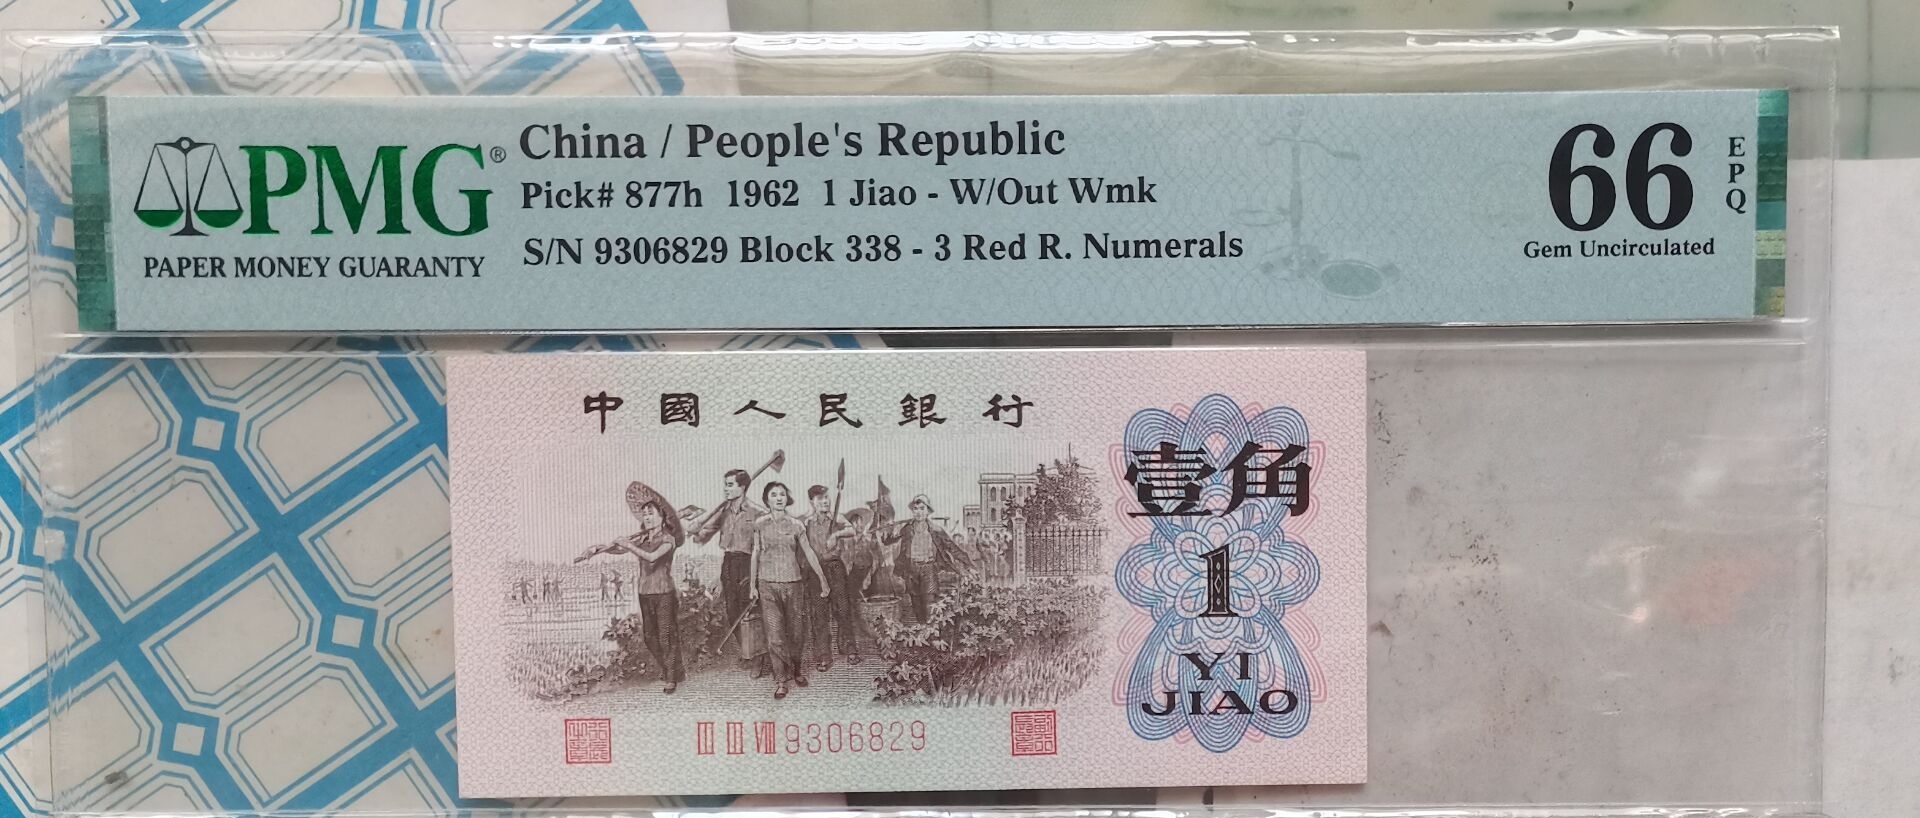 PMG®
PAPER MONEY GUARANTY
China / People's Republic
Pick# 877h 1962 1 Jiao - W/Out Wmk
S/N 9306829 Block 338 - 3 Red R. Numerals
66
EPQ
Gem Uncirculated
中國人民銀行
壹角
1
YI
JIAO
III III VIII 9306829